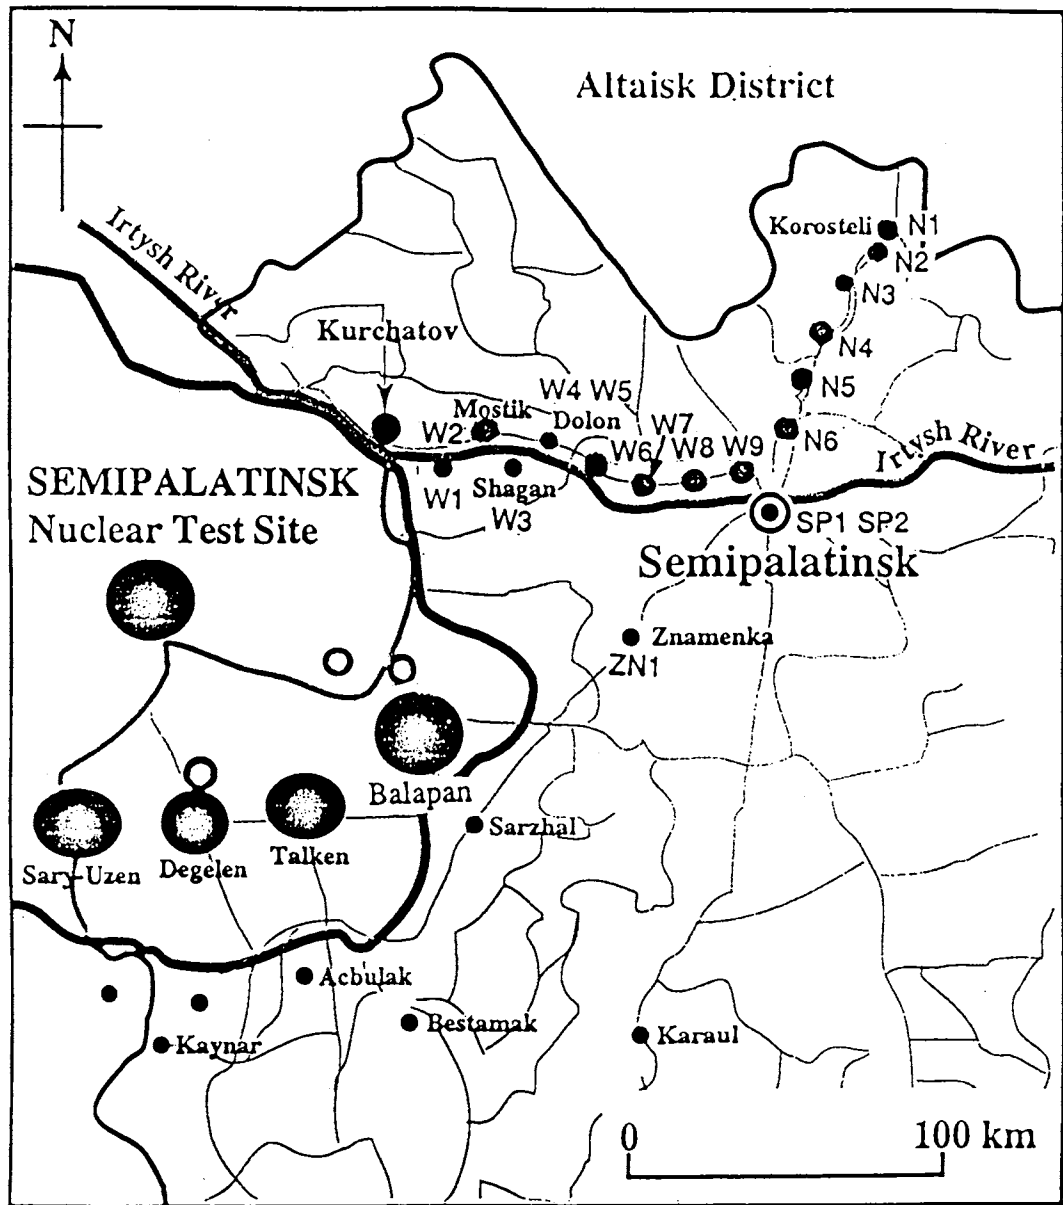 N
Altaisk District
Irtysh River
Korosteli
N1
N2
N3
N4
N5
N6
Kurchatov
W4 W5
Mostik
Dolon
W2
W7
W6
W8
W9
Irtysh River
W1
Shagan
W3
SEMIPALATINSK
Nuclear Test Site
SP1 SP2
Semipalatinsk
Znamenka
ZN1
Balapan
Sary-Uzen
Degelen
Talken
Sarzhal
Acbulak
Bestamak
Kaynar
Karaul
0
100 km